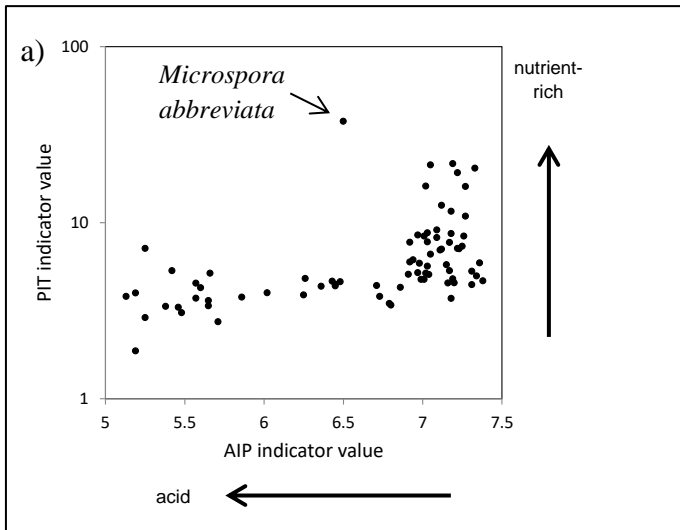 a)
100
10
1
PIT indicator value
Microspora
abbreviata
nutrient-
rich
5
5.5
6
6.5
7
7.5
AIP indicator value
acid